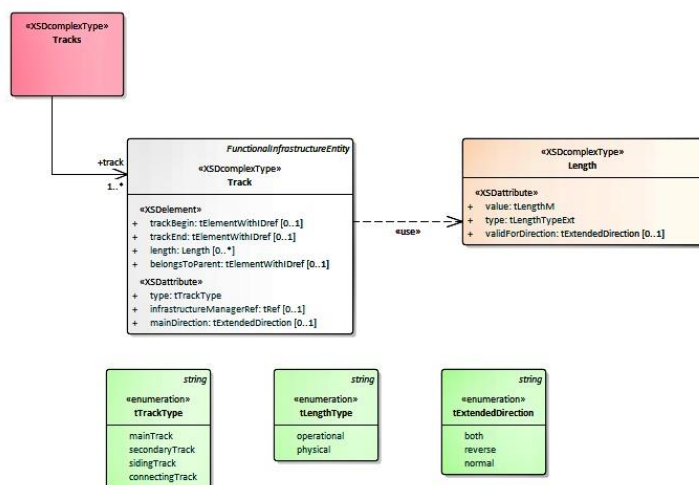 «XSDcomplexType»
Tracks
+track
1..*
FunctionalInfrastructureEntity
«XSDcomplexType»
Track
«XSDelement»
+ trackBegin: tElementWithIDref [0..1]
+ trackEnd: tElementWithIDref [0..1]
+ length: Length [0..*]
+ belongsToParent: tElementWithIDref [0..1]
«XSDattribute»
+ type: tTrackType
+ infrastructureManagerRef: tRef [0..1]
+ mainDirection: tExtendedDirection [0..1]
«use»
«XSDcomplexType»
Length
«XSDattribute»
+ value: tLengthM
+ type: tLengthTypeExt
+ validForDirection: tExtendedDirection [0..1]
string
«enumeration»
tTrackType
mainTrack
secondaryTrack
sidingTrack
connectingTrack
string
«enumeration»
tLengthType
operational
physical
string
«enumeration»
tExtendedDirection
both
reverse
normal